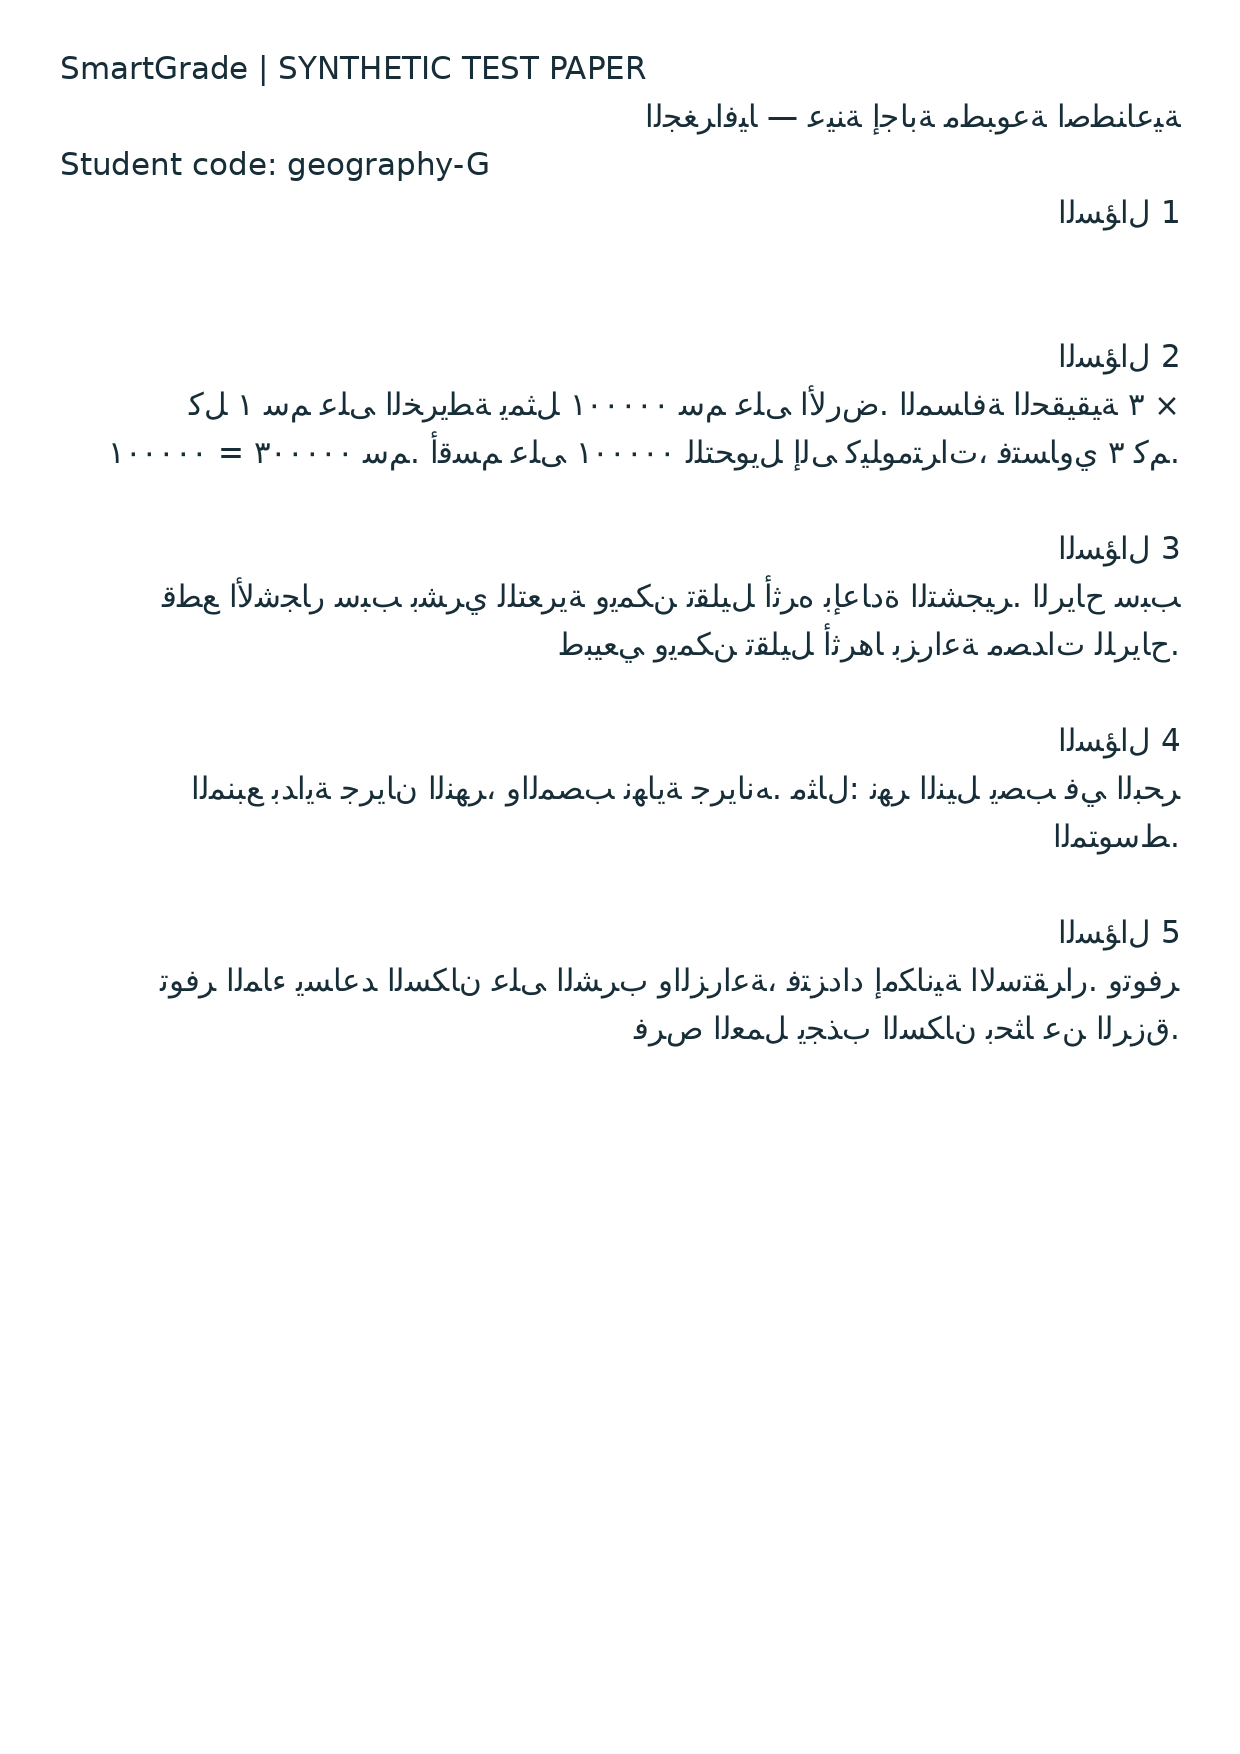 SmartGrade | SYNTHETIC TEST PAPER
الجغرافيا — عينة إجابة مطبوعة اصطناعية
Student code: geography-G
السؤال 1
السؤال 2
كل ١ سم على الخريطة يمثل ١٠٠٠٠٠ سم على الأرض. المسافة الحقيقية ٣ ×
١٠٠٠٠٠ = ٣٠٠٠٠٠ سم. أقسم على ١٠٠٠٠٠ للتحويل إلى كيلومترات، فتساوي ٣ كم.
السؤال 3
قطع الأشجار سبب بشري للتعرية ويمكن تقليل أثره بإعادة التشجير. الرياح سبب
طبيعي ويمكن تقليل أثرها بزراعة مصدات للرياح.
السؤال 4
المنبع بداية جريان النهر، والمصب نهاية جريانه. مثال: نهر النيل يصب في البحر
المتوسط.
السؤال 5
توفر الماء يساعد السكان على الشرب والزراعة، فتزداد إمكانية الاستقرار. وتوفر
فرص العمل يجذب السكان بحثا عن الرزق.